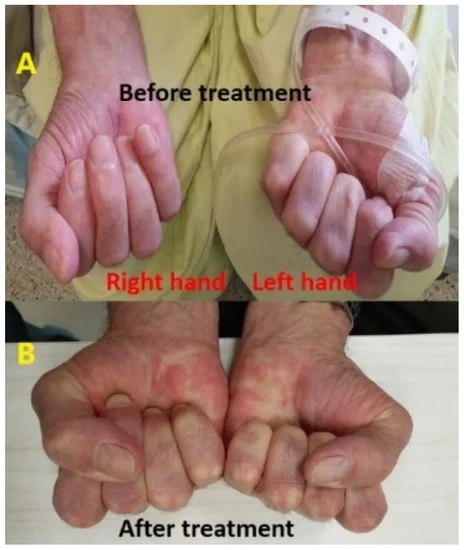 A
Before treatment
Right hand
Left hand
B
After treatment